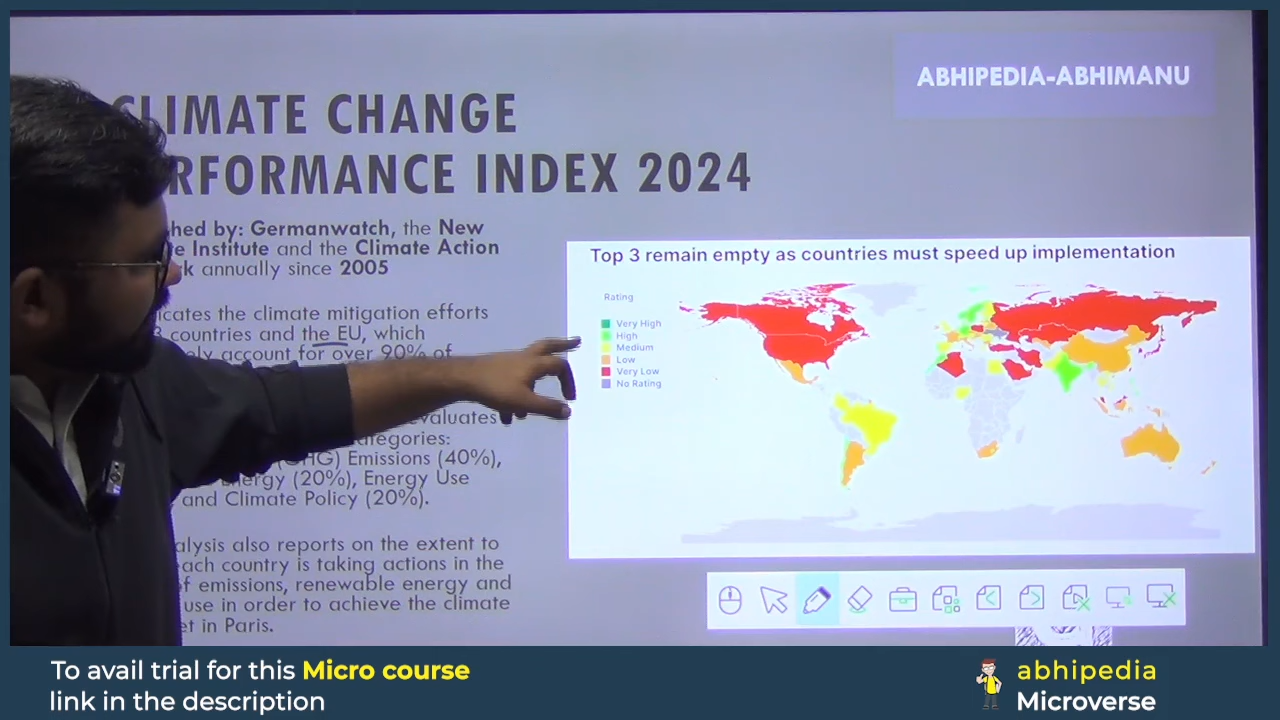 ABHIPEDIA-ABHIMANU
CLIMATE CHANGE
RFORMANCE INDEX 2024
hed by: Germanwatch, the New
e Institute and the Climate Action
k annually since 2005
icates the climate mitigation efforts
countries and the EU, which
ly account for over 90% of
valuates
ategories:
(GHG) Emissions (40%),
ergy (20%), Energy Use
and Climate Policy (20%).
alysis also reports on the extent to
ach country is taking actions in the
f emissions, renewable energy and
use in order to achieve the climate
et in Paris.
Top 3 remain empty as countries must speed up implementation
Rating
Very High
High
Medium
Low
Very Low
No Rating
To avail trial for this Micro course
link in the description
abhipedia
Microverse